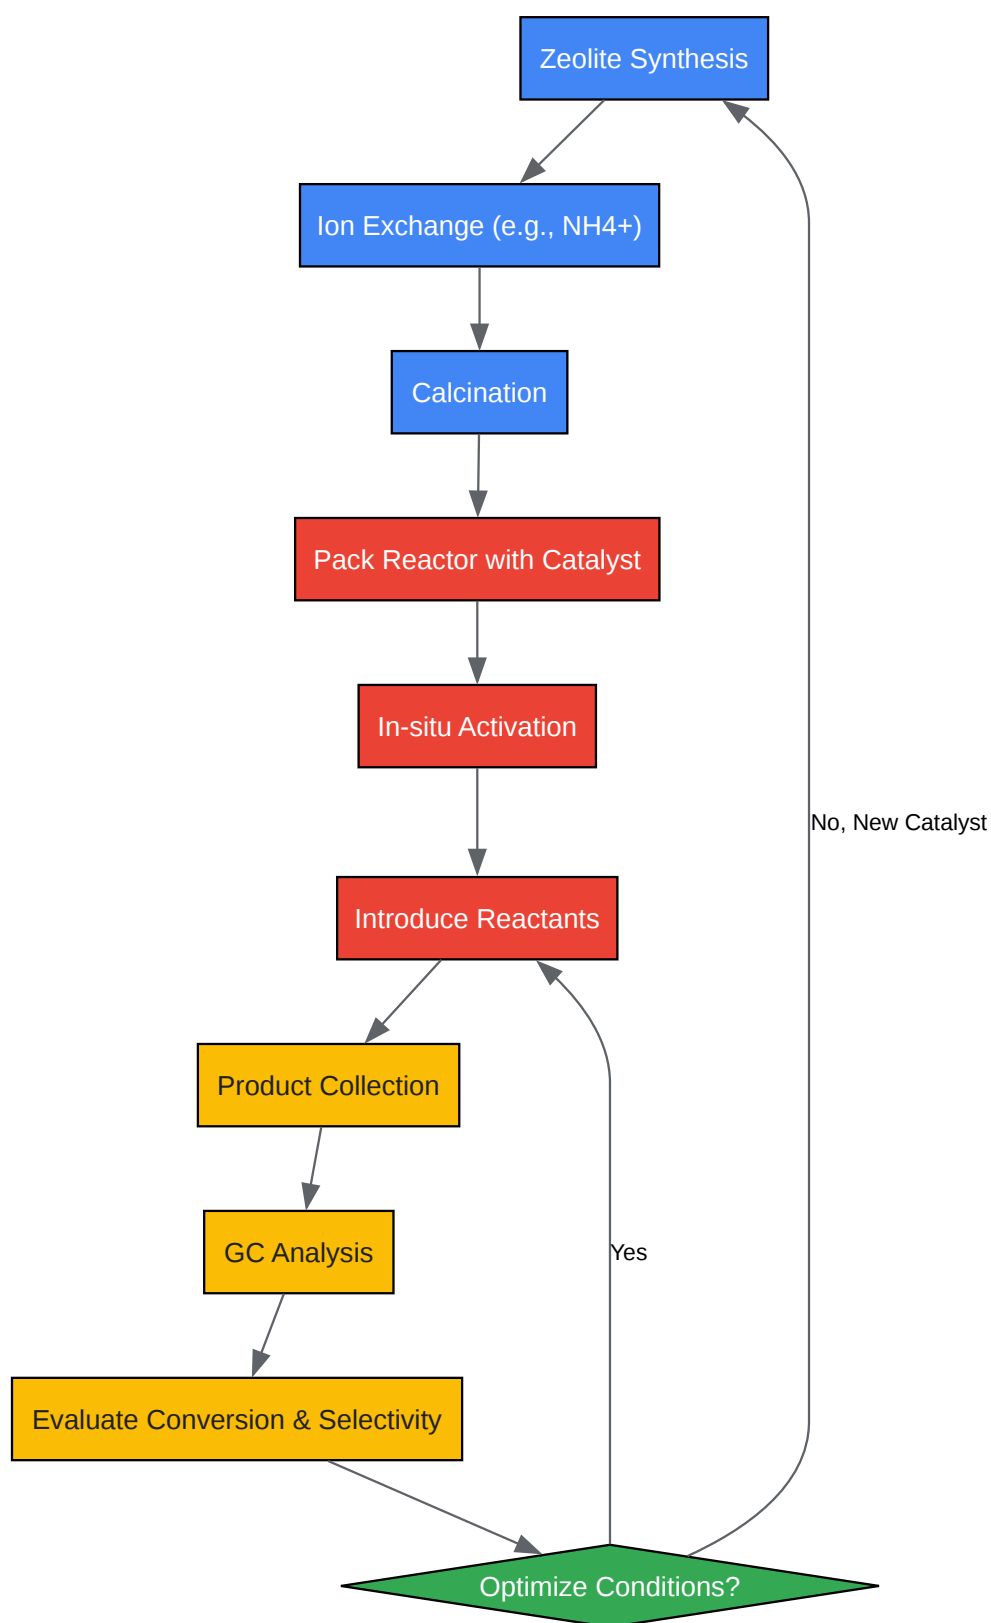 Zeolite Synthesis
Ion Exchange (e.g., NH4+)
Calcination
Pack Reactor with Catalyst
In-situ Activation
No, New Catalyst
Introduce Reactants
Product Collection
GC Analysis
Yes
Evaluate Conversion & Selectivity
Optimize Conditions?